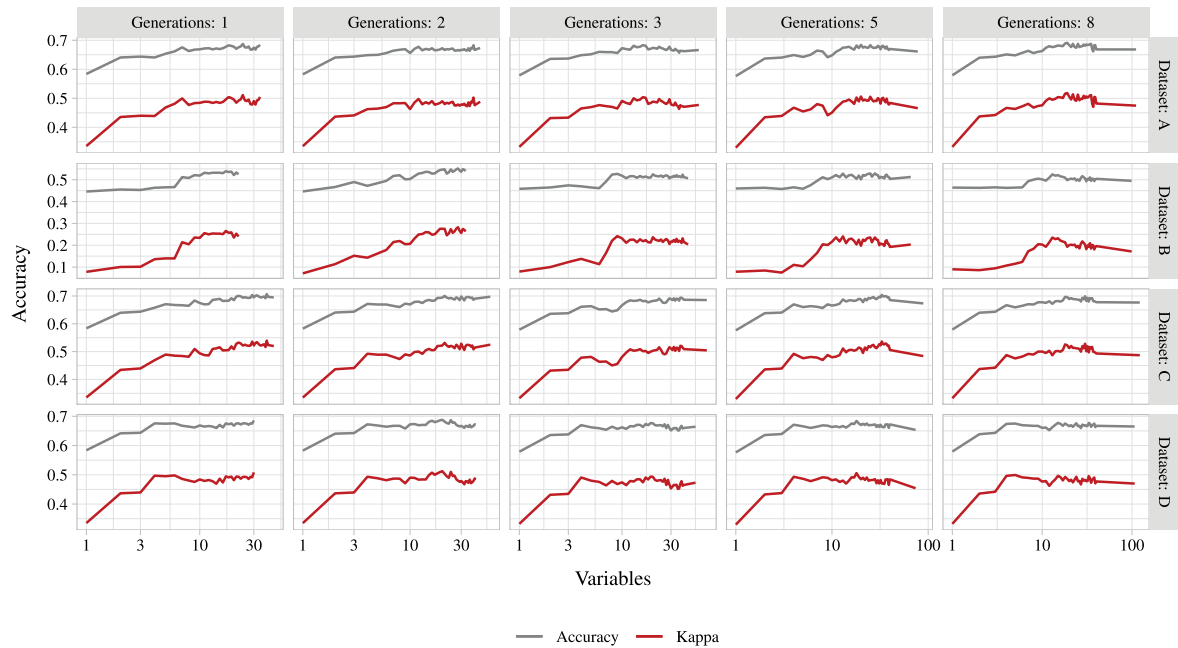 Generations: 1 Generations: 2 Generations: 3 Generations: 5 Generations: 8
0.7
0.6
0.5
0.4
Dataset: A
0.5
0.4
0.3
0.2
0.1
Dataset: B
Accuracy
0.7
0.6
0.5
0.4
Dataset: C
0.7
0.6
0.5
0.4
Dataset: D
1 3 10 30 1 3 10 30 1 3 10 30 1 10 100 1 10 100
Variables
Accuracy Kappa